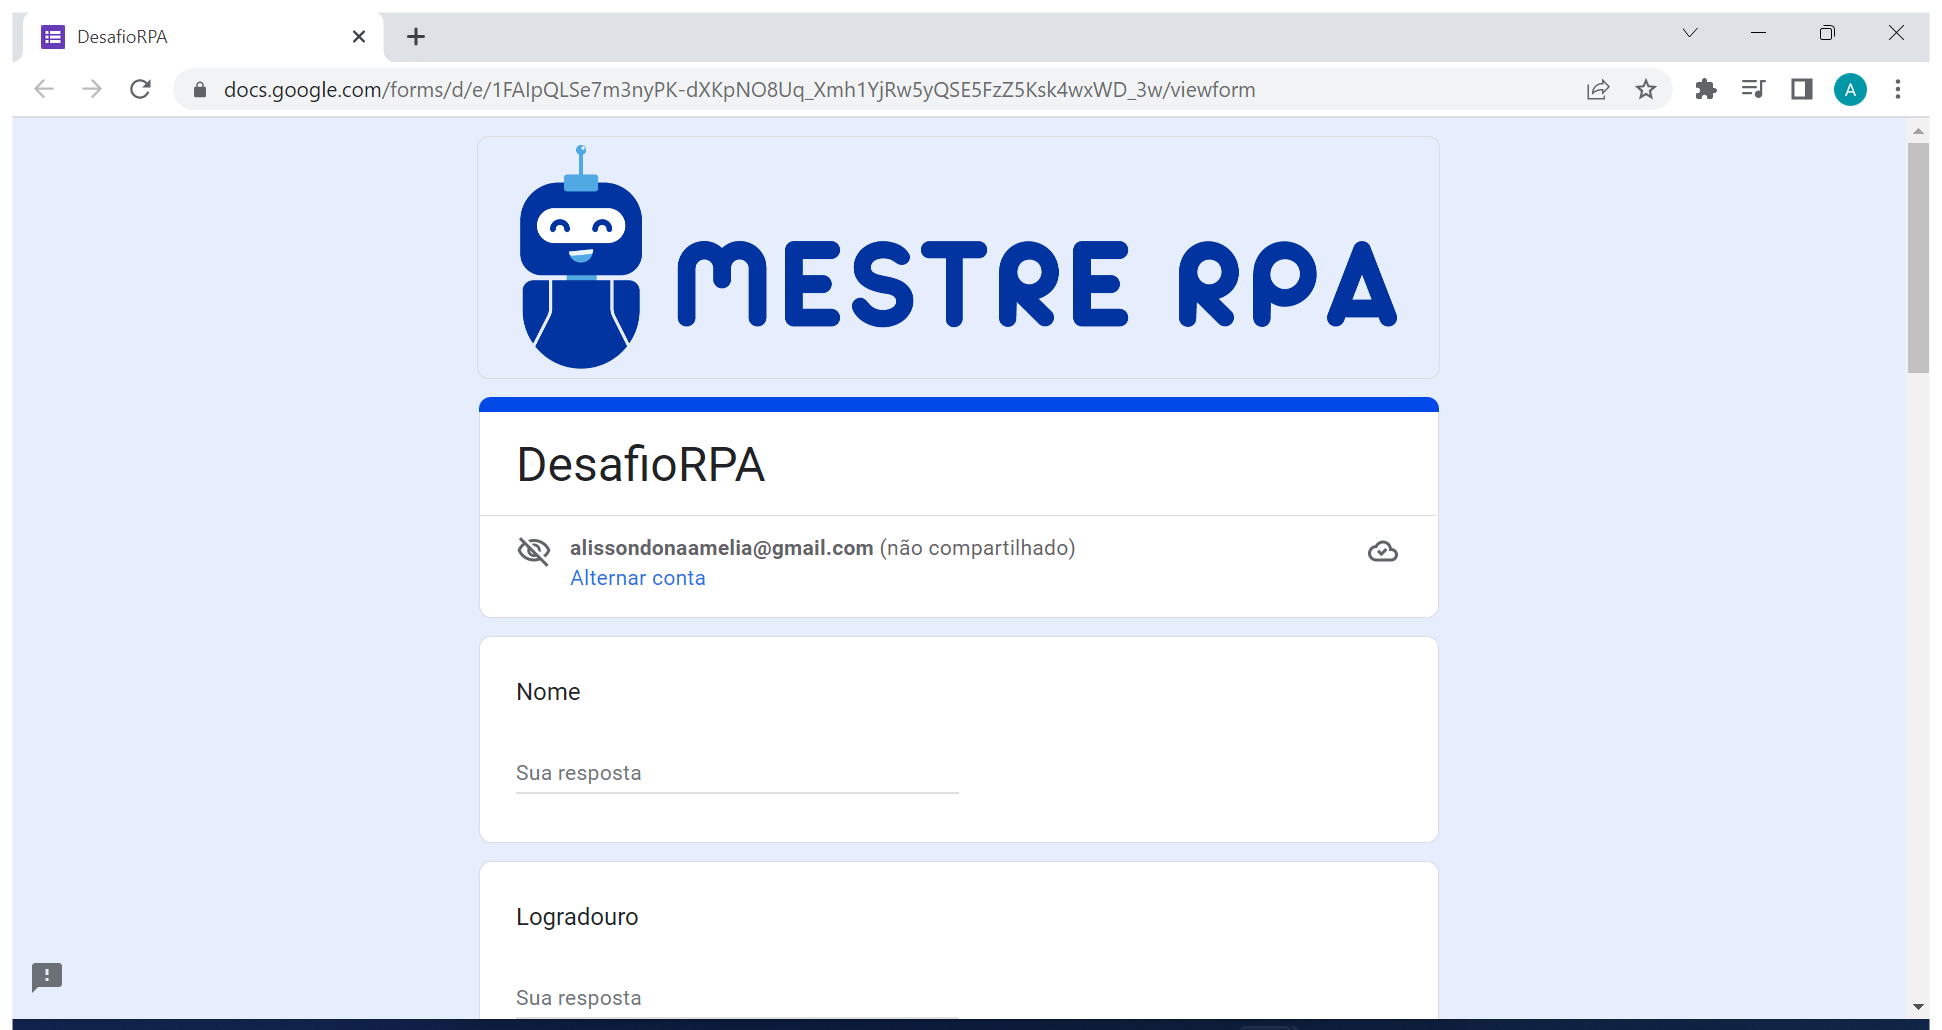 DesafioRPA
docs.google.com/forms/d/e/1FAIpQLSe7m3nyPK-dXKpNO8Uq_Xmh1YjRw5yQSE5FzZ5Ksk4wxWD_3w/viewform
A
MESTRE RPA
DesafioRPA
alissondonaamelia@gmail.com (não compartilhado)
Alternar conta
Nome
Sua resposta
Logradouro
Sua resposta